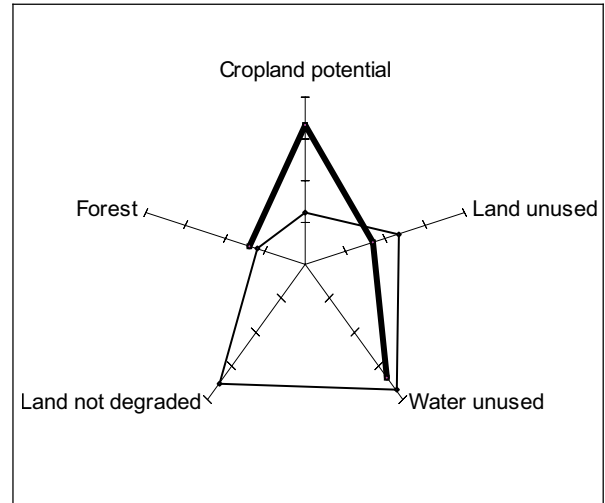 Cropland potential
Forest
Land unused
Land not degraded
Water unused